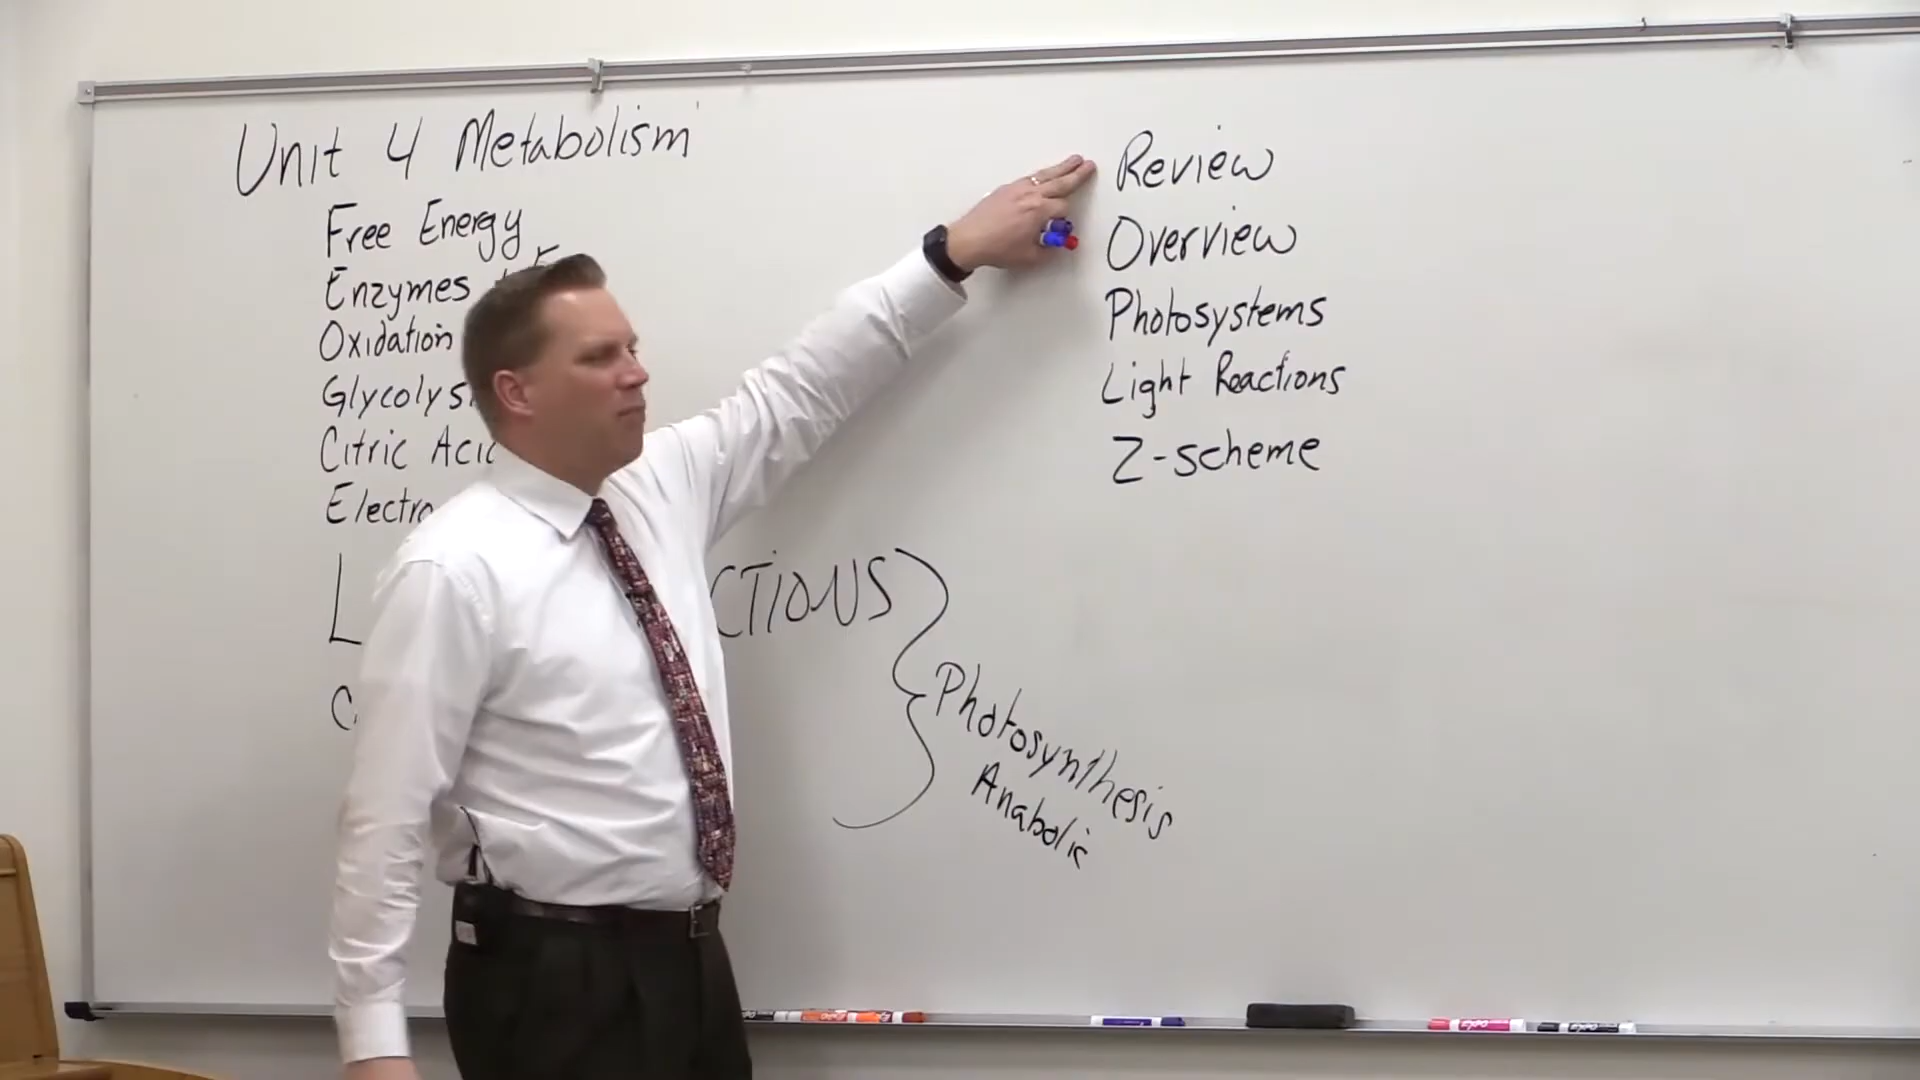 Unit 4 Metabolism
Free Energy
Enzymes
Oxidation
Glycolysi
Citric Acid
Electro
L CTIONS
C
Photosynthesis
Anabolic
Review
Overview
Photosystems
Light Reactions
Z-scheme